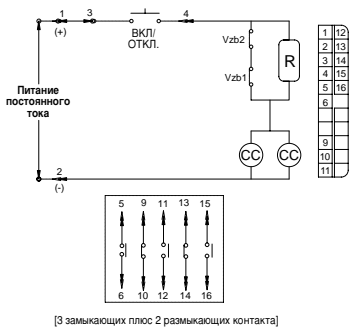 1 3 4
(+)
ВКЛ/
ОТКЛ.
Vzb2
Vzb1
R
Питание
постоянного
тока
CC CC
2
(-)
1 12
2 13
3 14
4 15
5 16
6
9
10
11
5 9 11 13 15
6 10 12 14 16
[3 замыкающих плюс 2 размыкающих контакта]